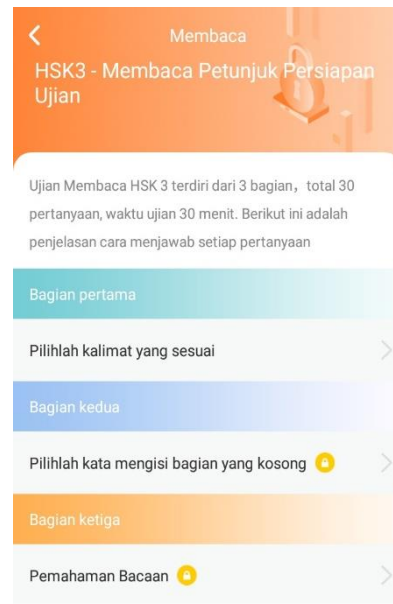 Membaca
HSK3 - Membaca Petunjuk Persiapan
Ujian
Ujian Membaca HSK 3 terdiri dari 3 bagian，total 30
pertanyaan, waktu ujian 30 menit. Berikut ini adalah
penjelasan cara menjawab setiap pertanyaan
Bagian pertama
Pilihlah kalimat yang sesuai
Bagian kedua
Pilihlah kata mengisi bagian yang kosong
Bagian ketiga
Pemahaman Bacaan